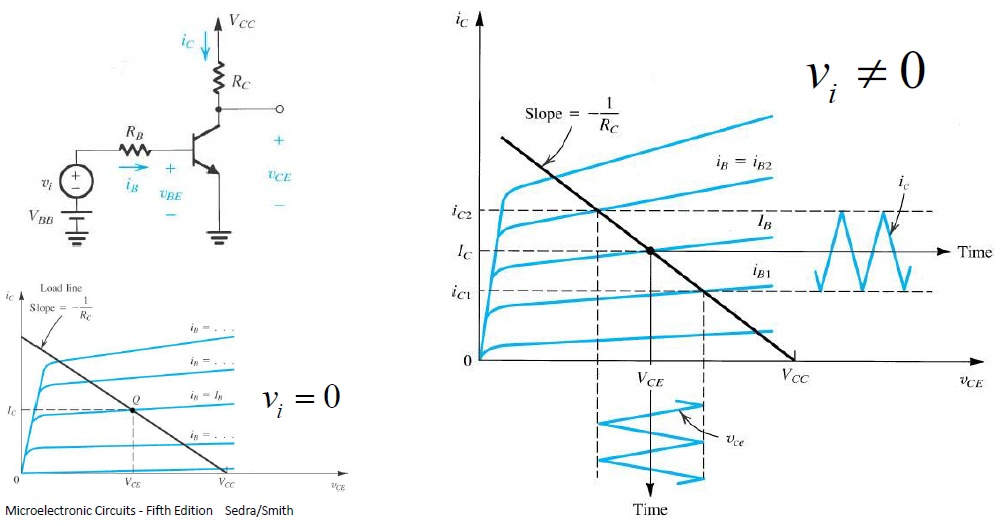 V_CC
i_C
R_C
R_B
+
i_B
+
v_BE
−
+
v_CE
−
+
−
v_i
V_BB
i_C
Load line
Slope = −1/R_C
i_B = . . .
i_B = . . .
i_B = I_B
i_B = . . .
Q
I_C
0
V_CE
V_CC
v_CE
v_i = 0
Microelectronic Circuits - Fifth Edition Sedra/Smith
i_C
v_i ≠ 0
Slope = −1/R_C
i_B = i_B2
i_c
i_C2
I_B
I_C
Time
i_B1
i_C1
0
V_CE
V_CC
v_CE
v_ce
Time